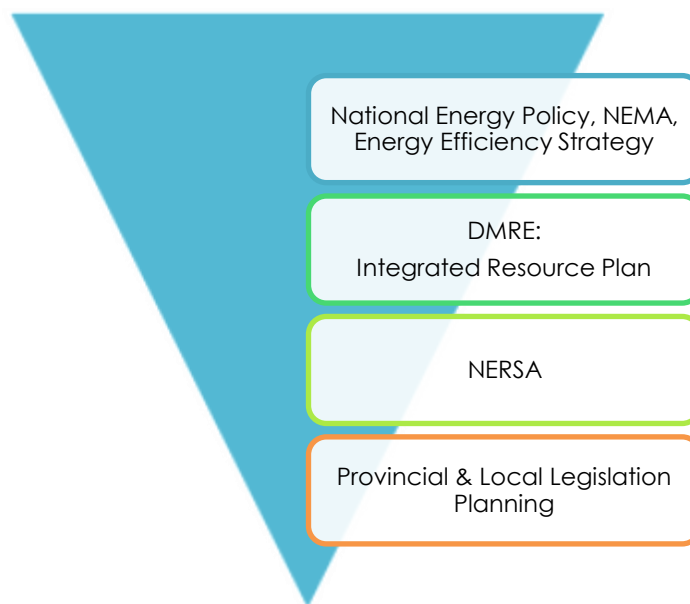 National Energy Policy, NEMA,
Energy Efficiency Strategy
DMRE:
Integrated Resource Plan
NERSA
Provincial & Local Legislation
Planning